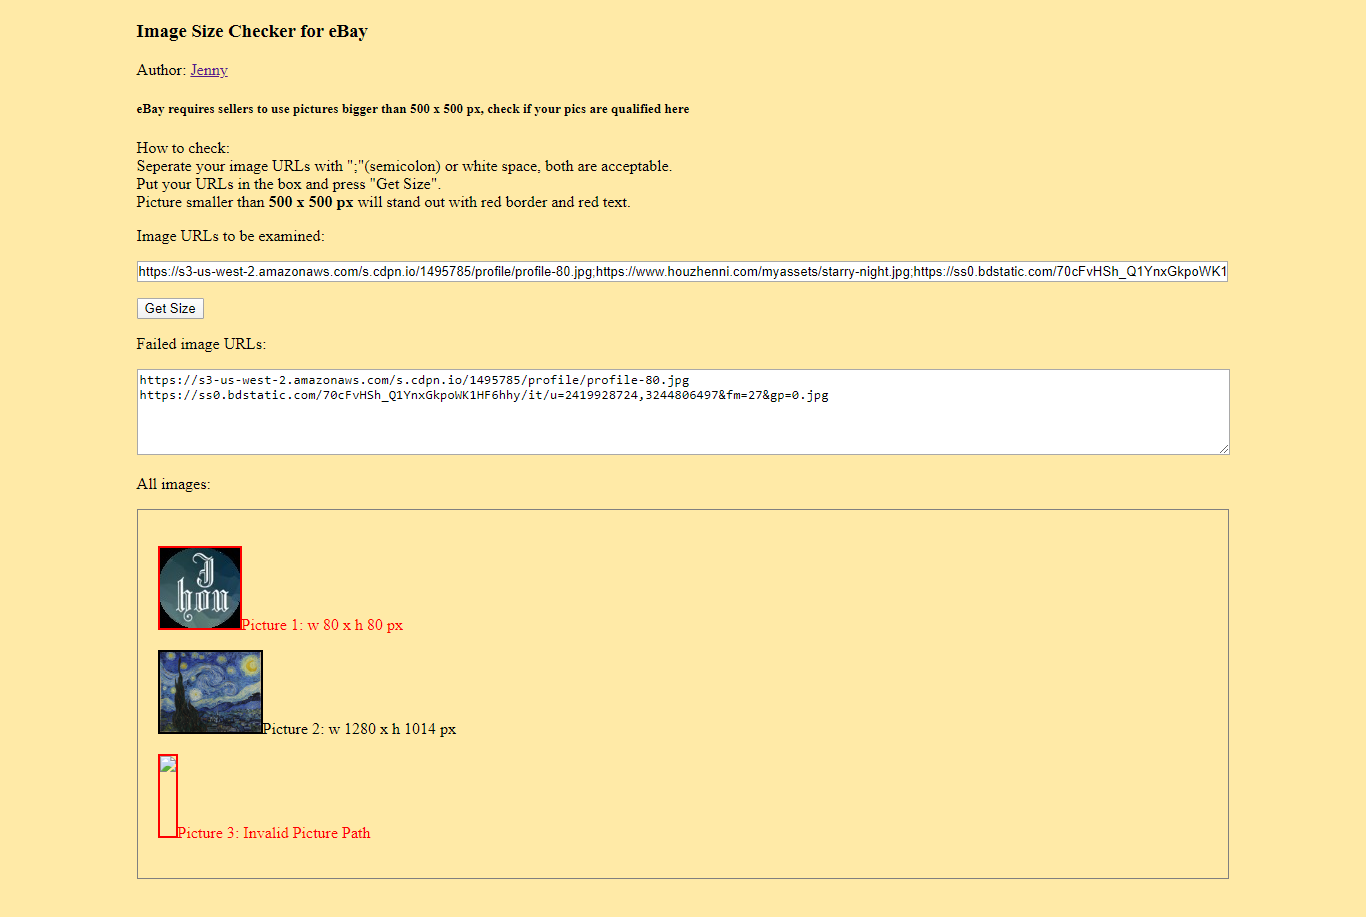 Image Size Checker for eBay
Author: Jenny
eBay requires sellers to use pictures bigger than 500 x 500 px, check if your pics are qualified here
How to check:
Seperate your image URLs with ";"(semicolon) or white space, both are acceptable.
Put your URLs in the box and press "Get Size".
Picture smaller than 500 x 500 px will stand out with red border and red text.
Image URLs to be examined:
https://s3-us-west-2.amazonaws.com/s.cdpn.io/1495785/profile/profile-80.jpg;https://www.houzhenni.com/myassets/starry-night.jpg;https://ss0.bdstatic.com/70cFvHSh_Q1YnxGkpoWK1
Get Size
Failed image URLs:
https://s3-us-west-2.amazonaws.com/s.cdpn.io/1495785/profile/profile-80.jpg
https://ss0.bdstatic.com/70cFvHSh_Q1YnxGkpoWK1HF6hhy/it/u=2419928724,3244806497&fm=27&gp=0.jpg
All images:
J
hou
Picture 1: w 80 x h 80 px
Picture 2: w 1280 x h 1014 px
Picture 3: Invalid Picture Path